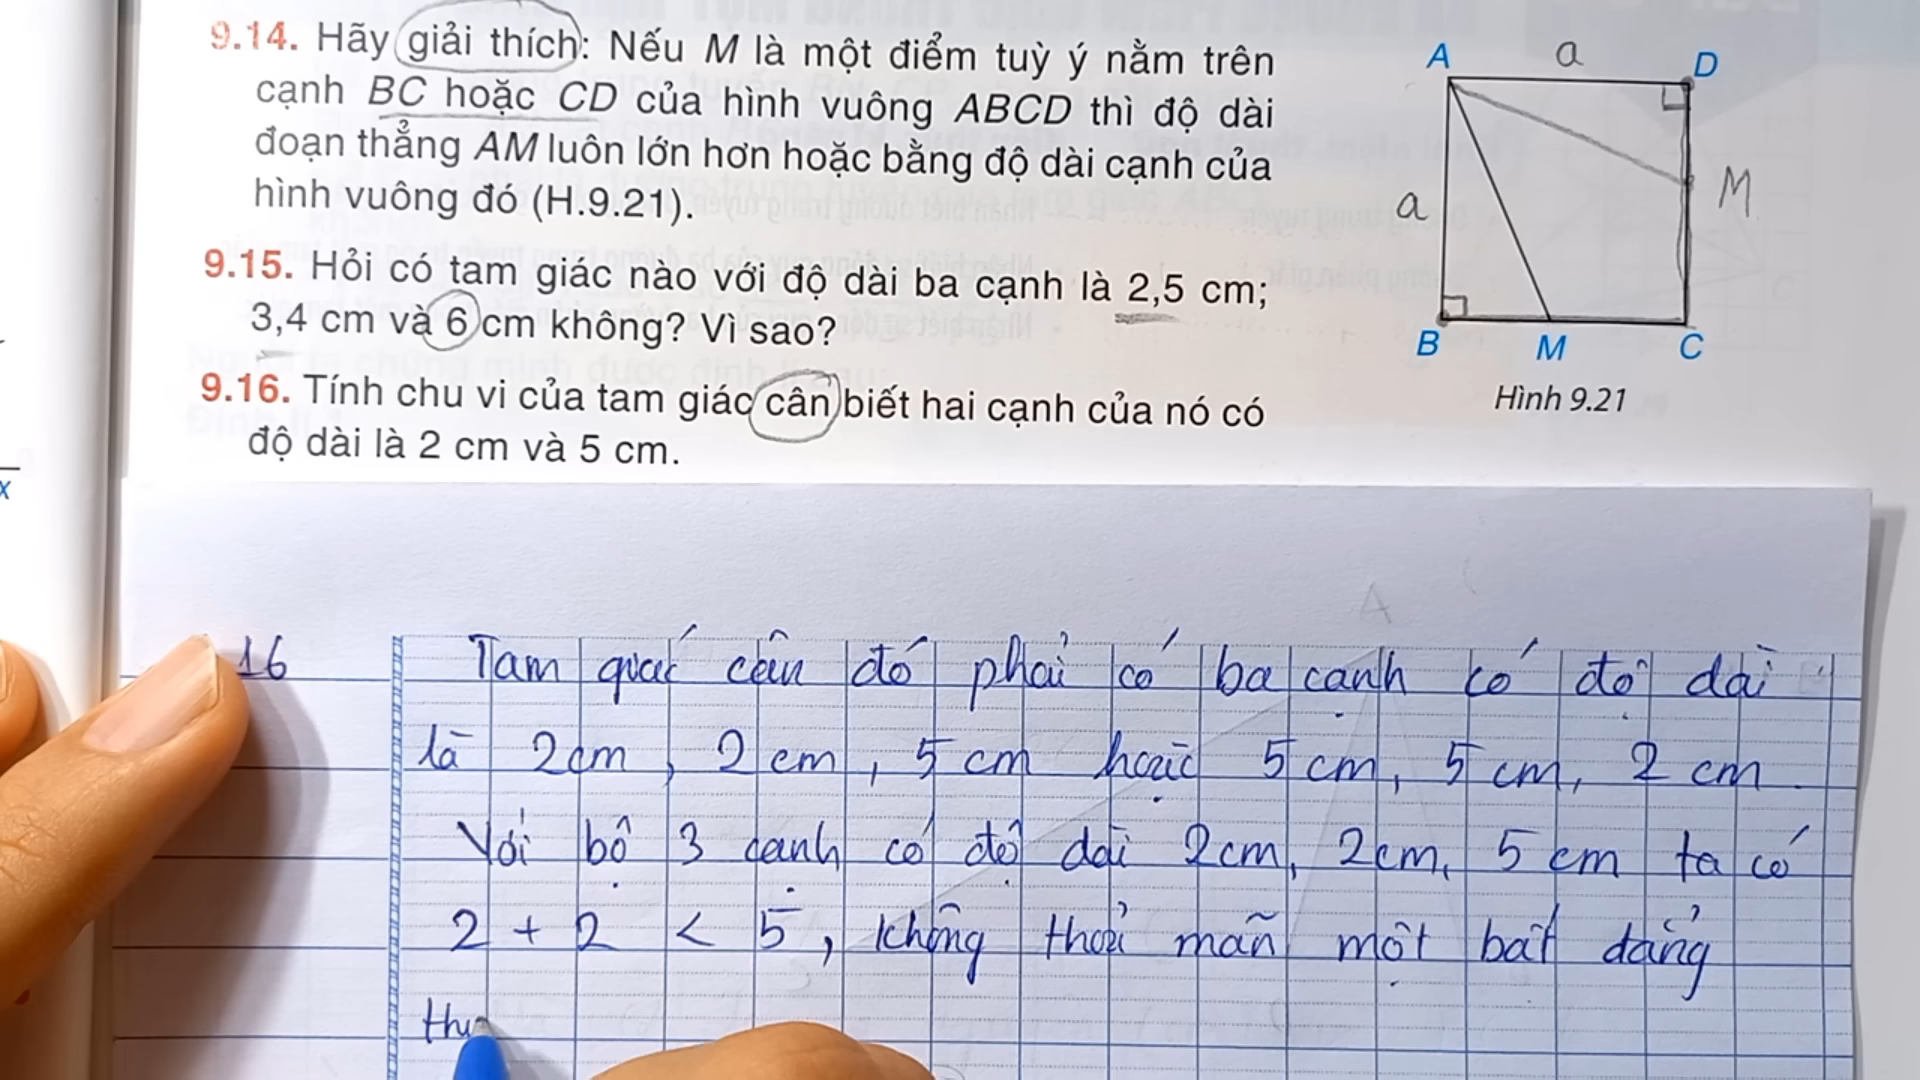 9.14. Hãy giải thích: Nếu M là một điểm tuỳ ý nằm trên
cạnh BC hoặc CD của hình vuông ABCD thì độ dài
đoạn thẳng AM luôn lớn hơn hoặc bằng độ dài cạnh của
hình vuông đó (H.9.21).
9.15. Hỏi có tam giác nào với độ dài ba cạnh là 2,5 cm;
3,4 cm và 6 cm không? Vì sao?
9.16. Tính chu vi của tam giác cân biết hai cạnh của nó có
độ dài là 2 cm và 5 cm.
A a D
a M
B M C
Hình 9.21
x
16 Tam giác cân đó phải có ba cạnh có độ dài
là 2cm, 2cm, 5cm hoặc 5cm, 5cm, 2cm.
Với bộ 3 cạnh có độ dài 2cm, 2cm, 5cm ta có
2 + 2 < 5, không thoả mãn một bất đẳng